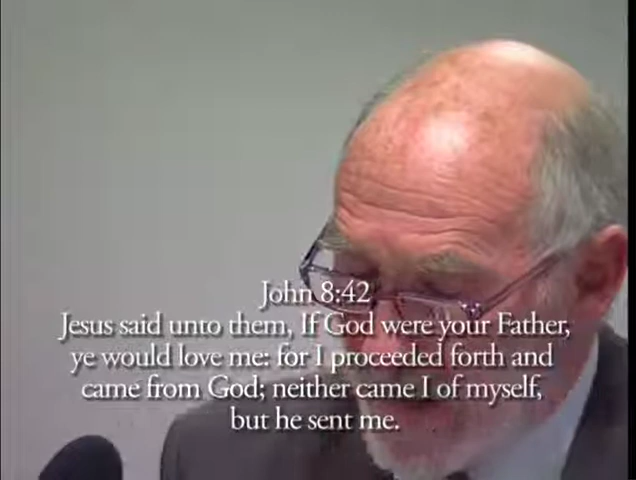 John 8:42
Jesus said unto them, If God were your Father,
ye would love me: for I proceeded forth and
came from God; neither came I of myself,
but he sent me.